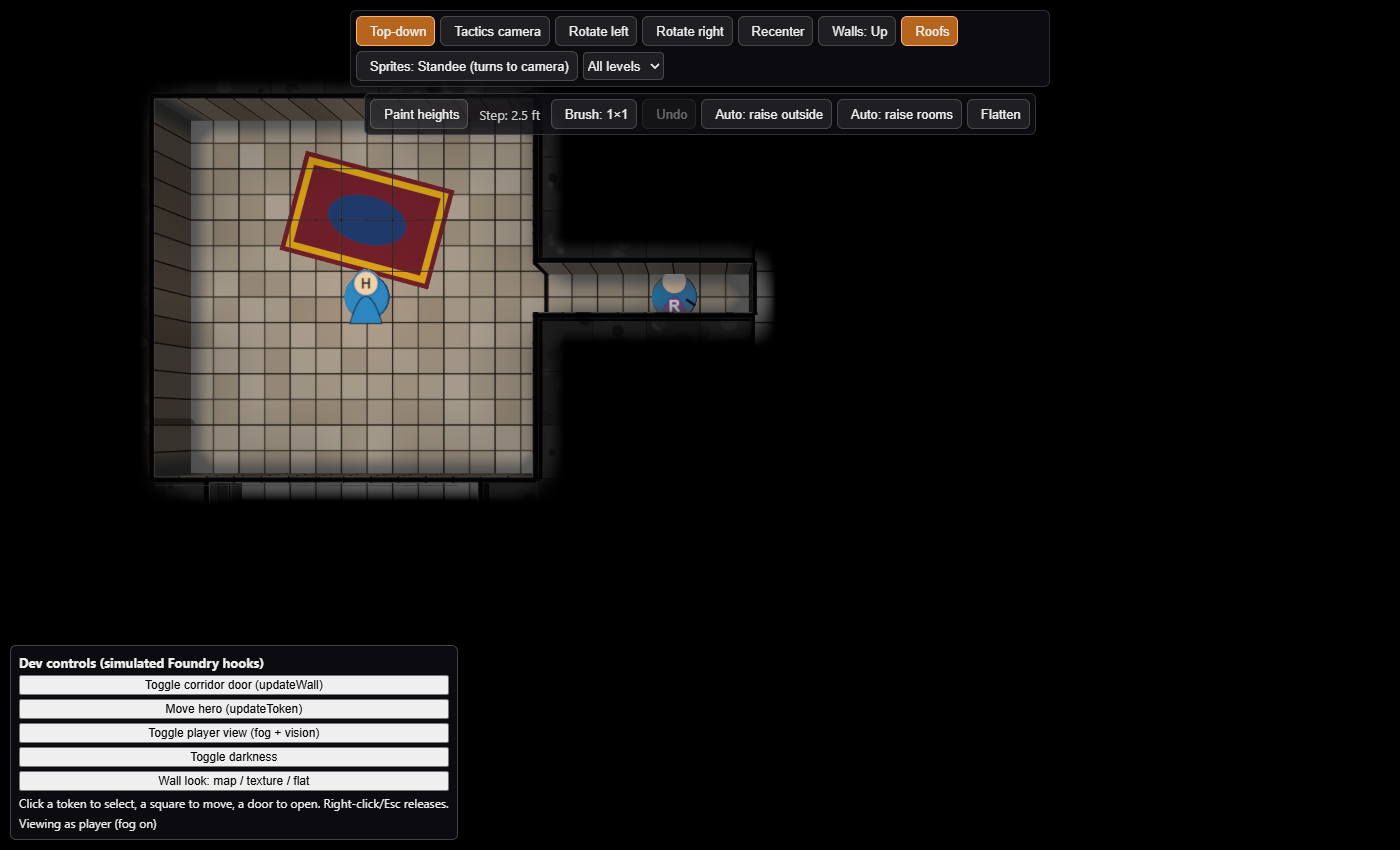 Top-down Tactics camera Rotate left Rotate right Recenter Walls: Up Roofs
Sprites: Standee (turns to camera) All levels
Paint heights Step: 2.5 ft Brush: 1×1 Undo Auto: raise outside Auto: raise rooms Flatten
H
R
Dev controls (simulated Foundry hooks)
Toggle corridor door (updateWall)
Move hero (updateToken)
Toggle player view (fog + vision)
Toggle darkness
Wall look: map / texture / flat
Click a token to select, a square to move, a door to open. Right-click/Esc releases.
Viewing as player (fog on)